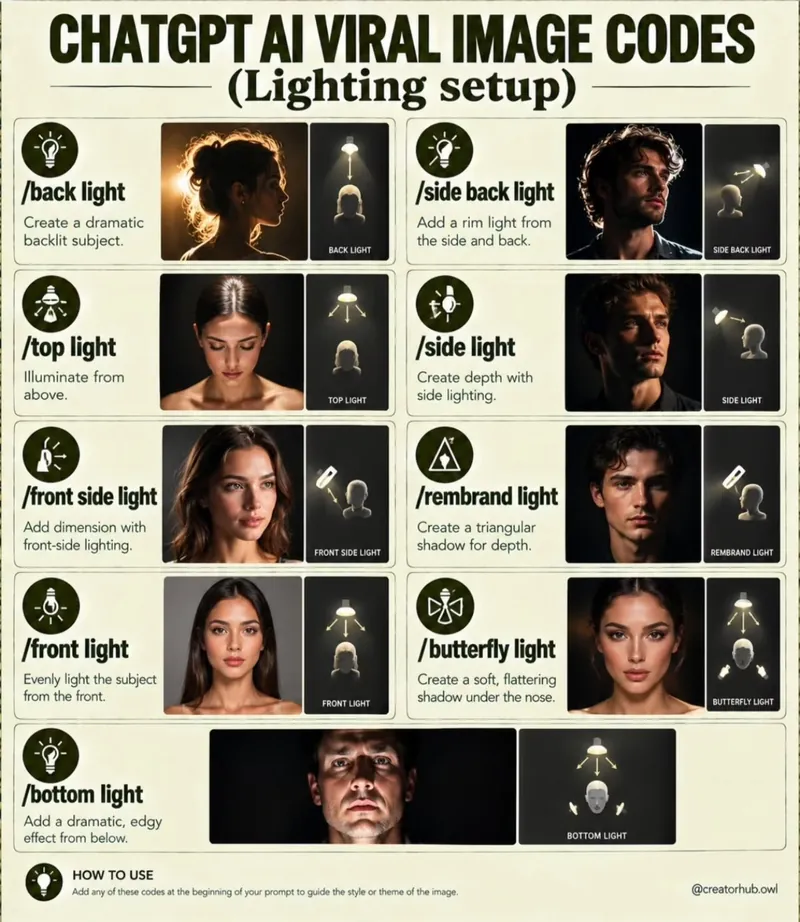 CHATGPT AI VIRAL IMAGE CODES
(Lighting setup)
/back light
Create a dramatic
backlit subject.
BACK LIGHT
/side back light
Add a rim light from
the side and back.
SIDE BACK LIGHT
/top light
Illuminate from
above.
TOP LIGHT
/side light
Create depth with
side lighting.
SIDE LIGHT
/front side light
Add dimension with
front-side lighting.
FRONT SIDE LIGHT
/rembrand light
Create a triangular
shadow for depth.
REMBRAND LIGHT
/front light
Evenly light the subject
from the front.
FRONT LIGHT
/butterfly light
Create a soft, flattering
shadow under the nose.
BUTTERFLY LIGHT
/bottom light
Add a dramatic, edgy
effect from below.
BOTTOM LIGHT
HOW TO USE
Add any of these codes at the beginning of your prompt to guide the style or theme of the image.
@creatorhub.owl